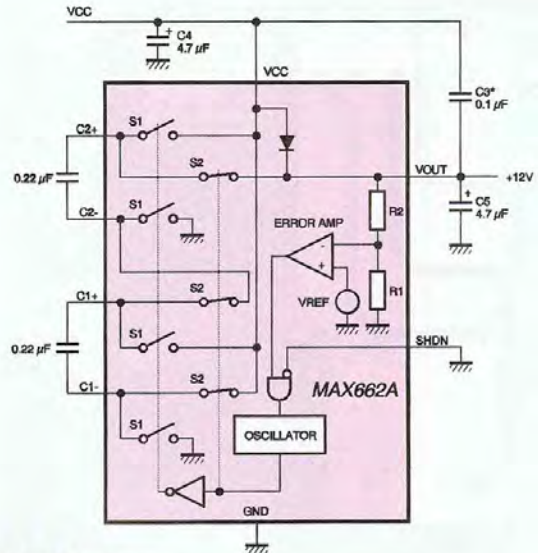 VCC
C4
4.7 µF
VCC
C3*
0.1 µF
C2+
S1
S2
VOUT
+12V
0.22 µF
C2-
S1
ERROR AMP
R2
C5
4.7 µF
-
+
+
+
VREF
R1
C1+
S2
S1
0.22 µF
SHDN
C1-
S2
MAX662A
S1
OSCILLATOR
GND